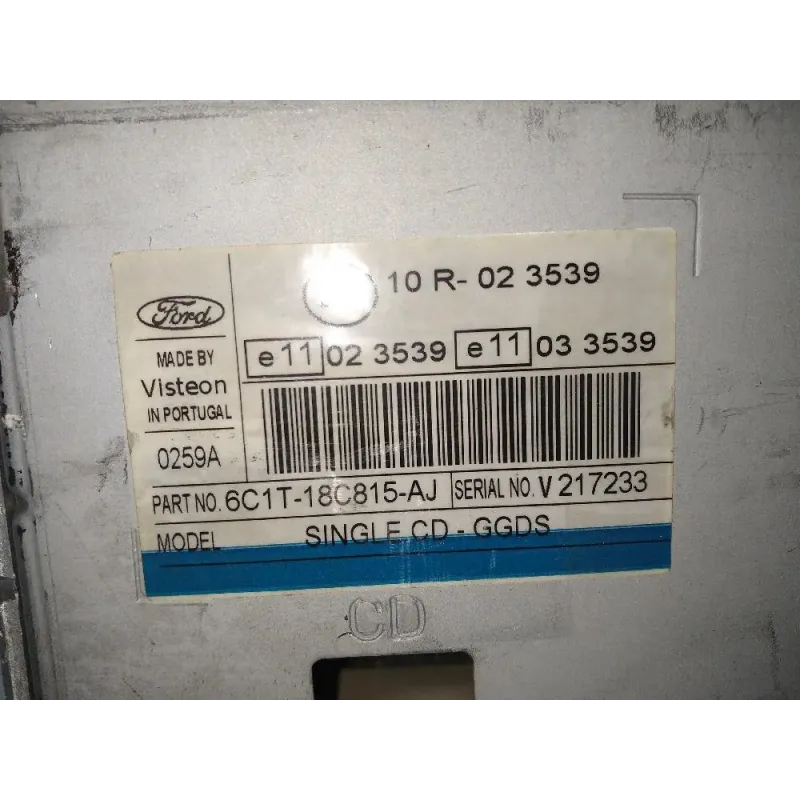 10 R- 02 3539
Ford
e11 02 3539 e11 03 3539
MADE BY
Visteon
IN PORTUGAL
0259A
PART NO. 6C1T-18C815-AJ SERIAL NO. V 217233
MODEL SINGLE CD - GGDS
CD